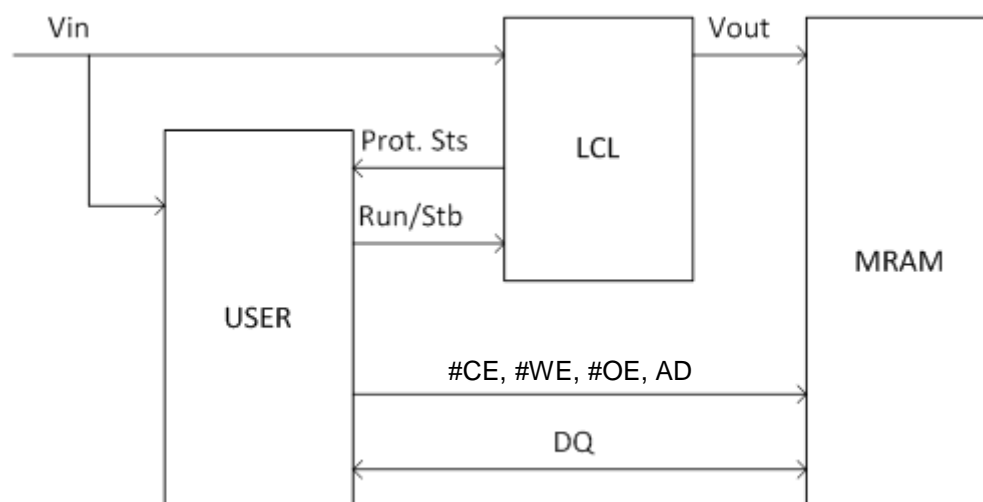 Vin
Vout
Prot. Sts
LCL
Run/Stb
MRAM
USER
#CE, #WE, #OE, AD
DQ